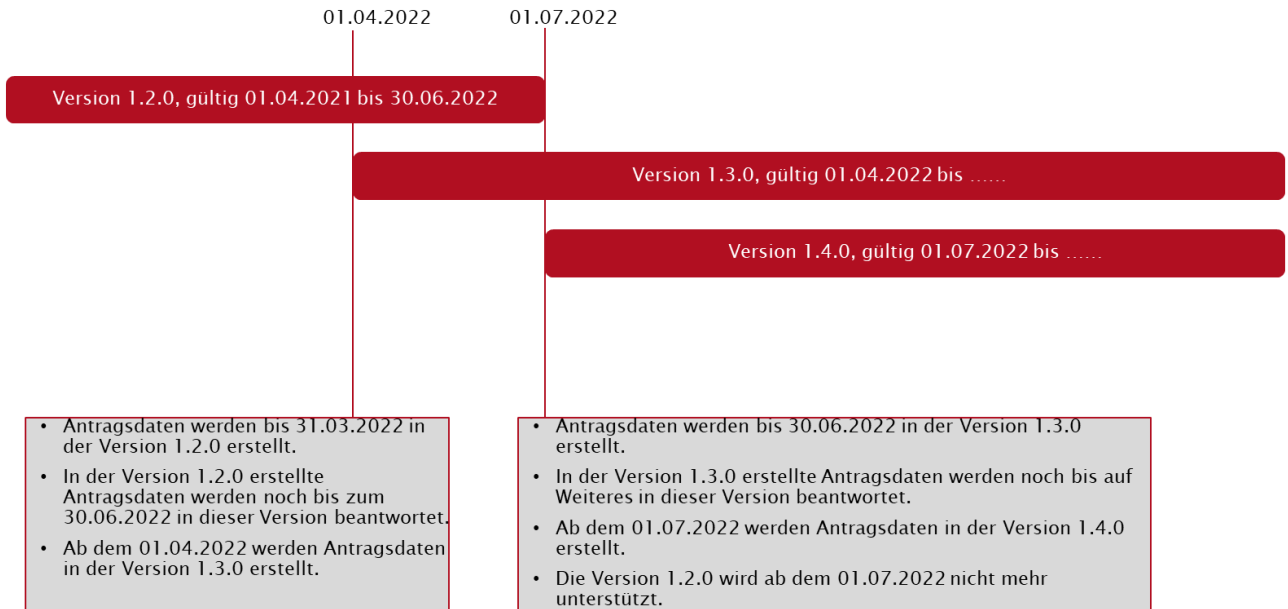 01.04.2022
01.07.2022
Version 1.2.0, gültig 01.04.2021 bis 30.06.2022
Version 1.3.0, gültig 01.04.2022 bis ……
Version 1.4.0, gültig 01.07.2022 bis ……
• Antragsdaten werden bis 31.03.2022 in
der Version 1.2.0 erstellt.
• In der Version 1.2.0 erstellte
Antragsdaten werden noch bis zum
30.06.2022 in dieser Version beantwortet.
• Ab dem 01.04.2022 werden Antragsdaten
in der Version 1.3.0 erstellt.
• Antragsdaten werden bis 30.06.2022 in der Version 1.3.0
erstellt.
• In der Version 1.3.0 erstellte Antragsdaten werden noch bis auf
Weiteres in dieser Version beantwortet.
• Ab dem 01.07.2022 werden Antragsdaten in der Version 1.4.0
erstellt.
• Die Version 1.2.0 wird ab dem 01.07.2022 nicht mehr
unterstützt.